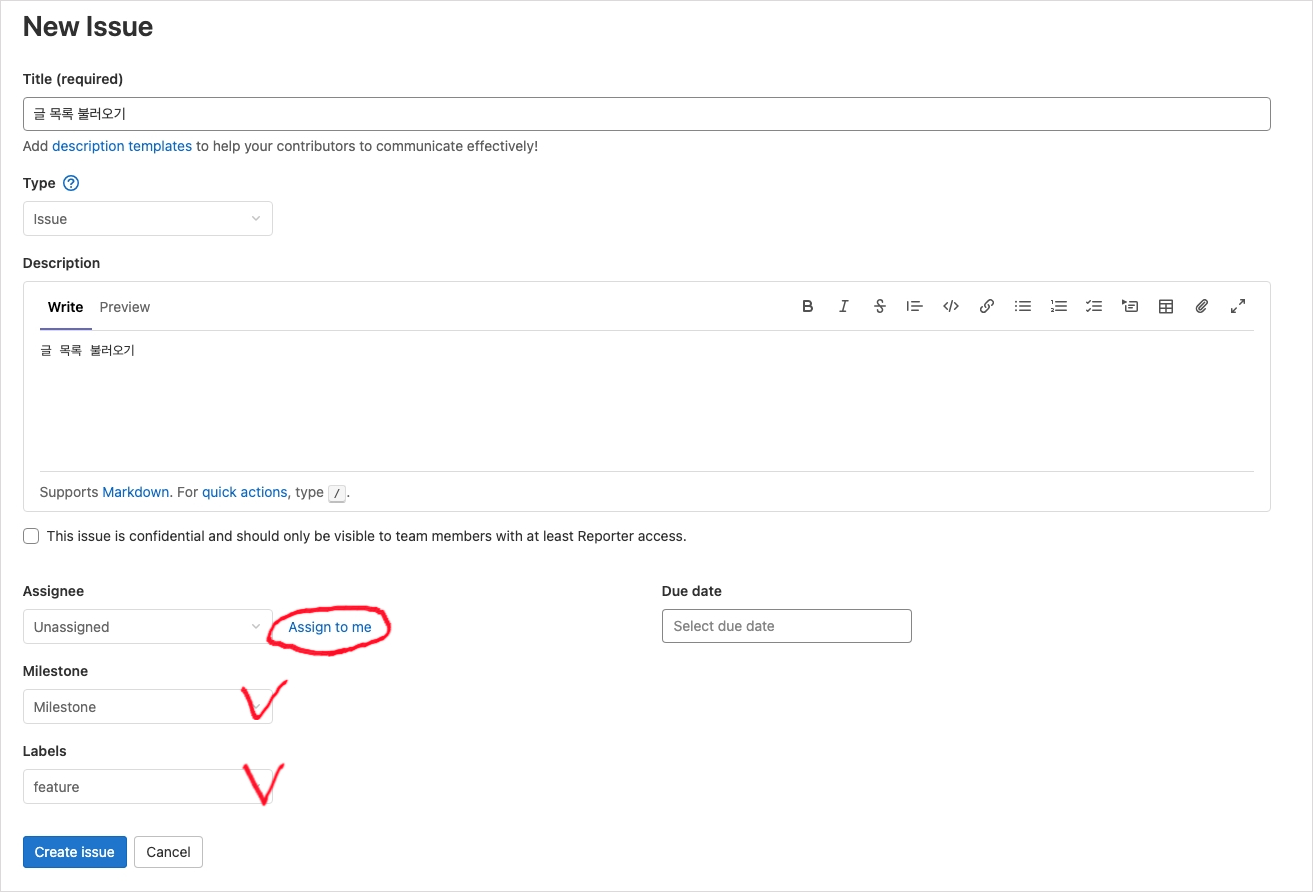 New Issue
Title (required)
글 목록 불러오기
Add description templates to help your contributors to communicate effectively!
Type ?
Issue
Description
Write Preview
글 목록 불러오기
Supports Markdown. For quick actions, type /.
This issue is confidential and should only be visible to team members with at least Reporter access.
Assignee
Unassigned Assign to me
Due date
Select due date
Milestone
Milestone
Labels
feature
Create issue Cancel